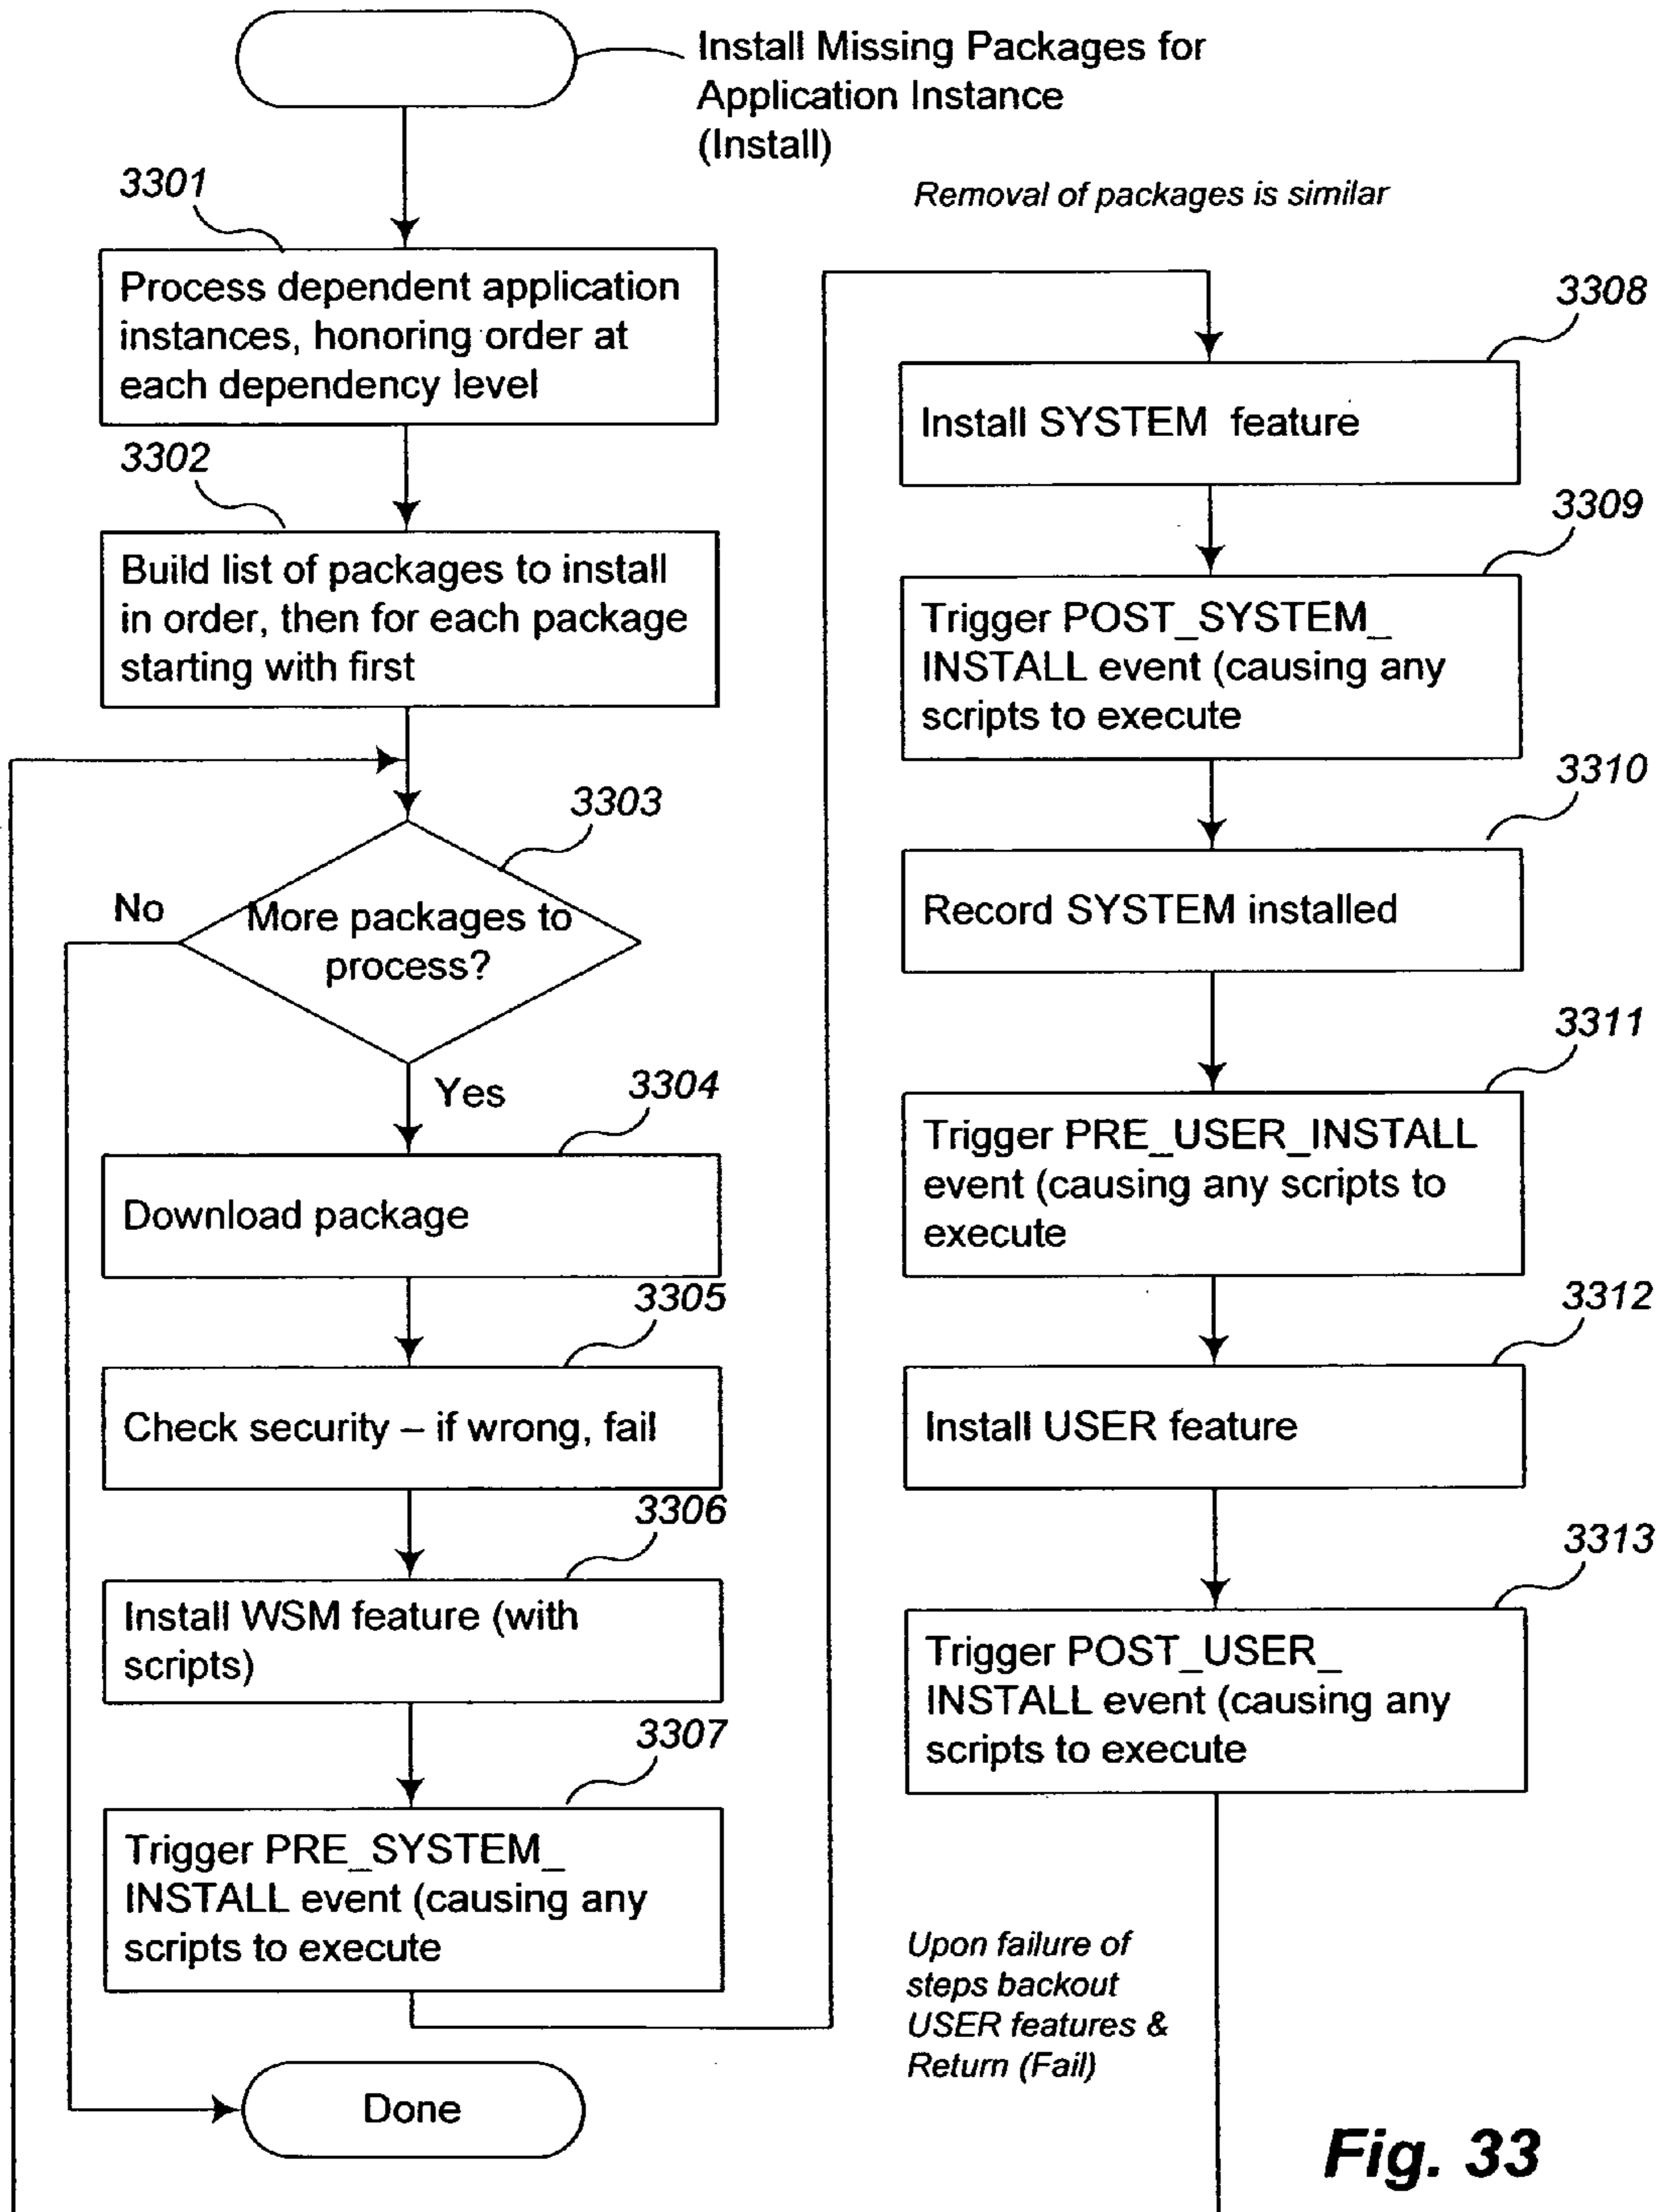 Install Missing Packages for
Application Instance
(Install)
Removal of packages is similar
3301
Process dependent application
instances, honoring order at
each dependency level
3302
Build list of packages to install
in order, then for each package
starting with first
3303
No
More packages to
process?
Yes
3304
Download package
3305
Check security – if wrong, fail
3306
Install WSM feature (with
scripts)
3307
Trigger PRE_SYSTEM_
INSTALL event (causing any
scripts to execute
Done
3308
Install SYSTEM feature
3309
Trigger POST_SYSTEM_
INSTALL event (causing any
scripts to execute
3310
Record SYSTEM installed
3311
Trigger PRE_USER_INSTALL
event (causing any scripts to
execute
3312
Install USER feature
3313
Trigger POST_USER_
INSTALL event (causing any
scripts to execute
Upon failure of
steps backout
USER features &
Return (Fail)
Fig. 33